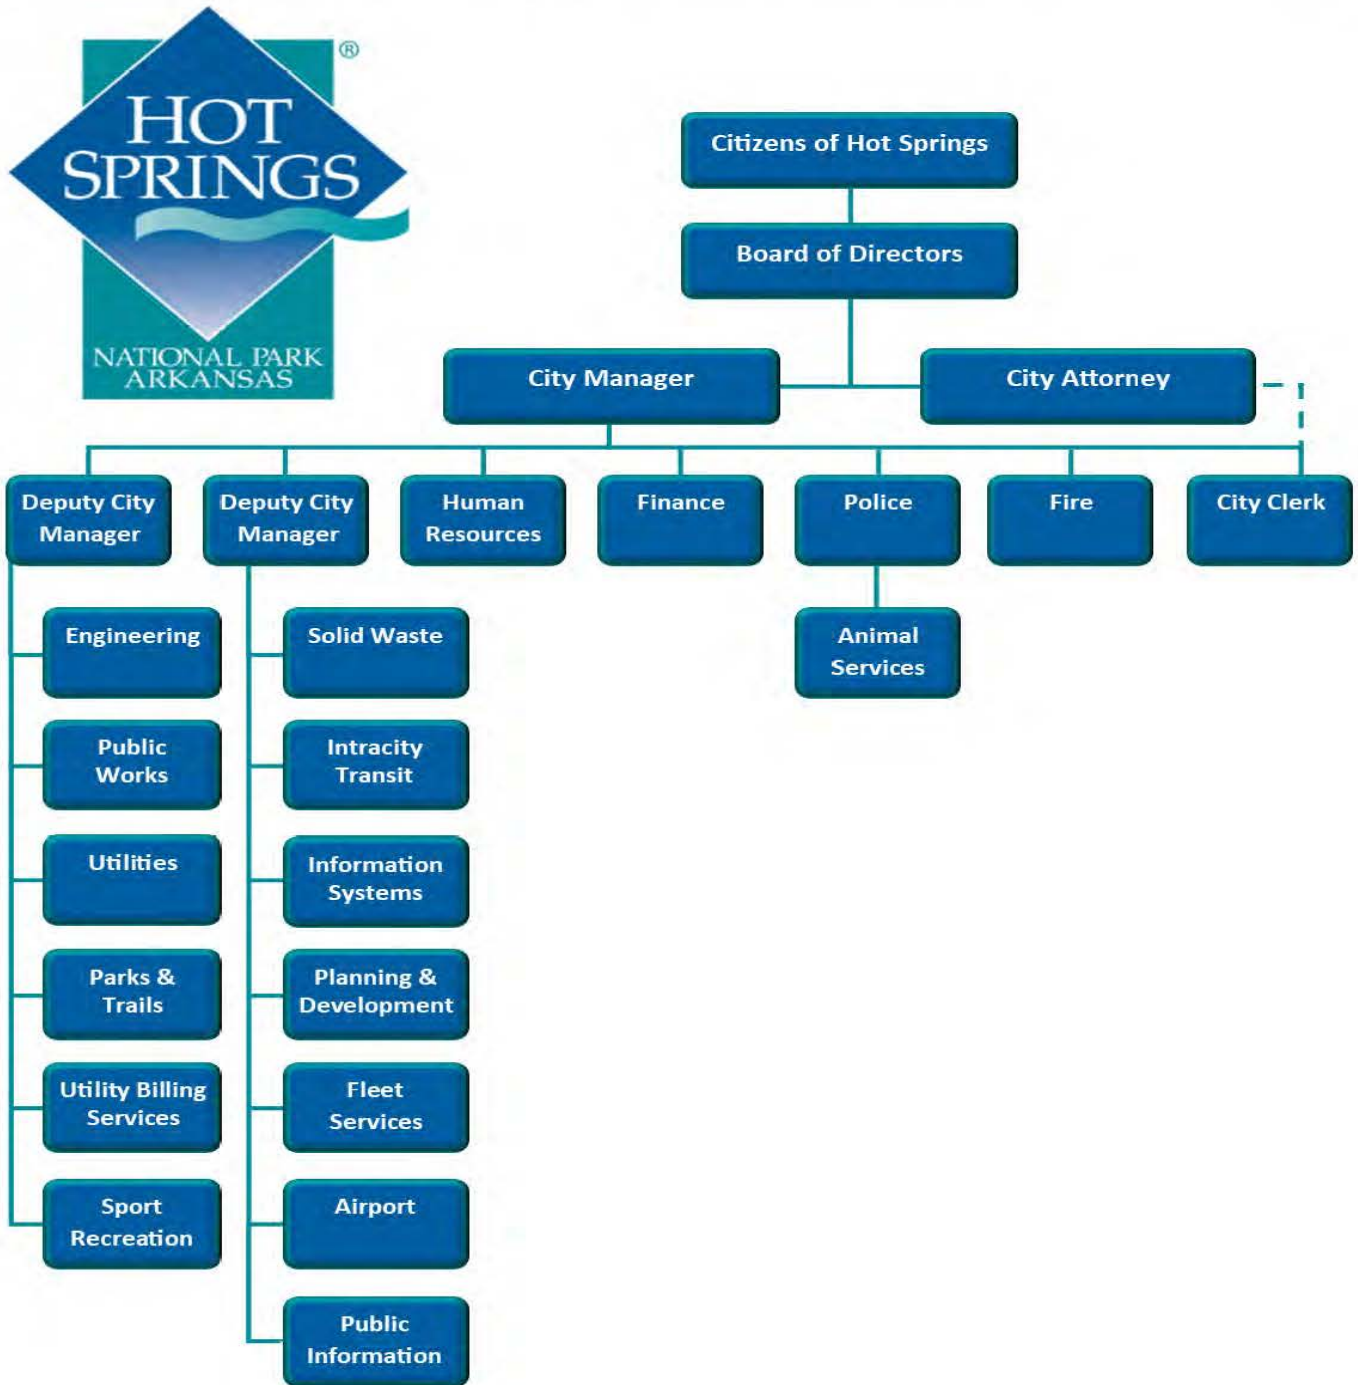 HOT
SPRINGS
®
NATIONAL PARK
ARKANSAS
Citizens of Hot Springs
Board of Directors
City Manager
City Attorney
Deputy City
Manager
Deputy City
Manager
Human
Resources
Finance
Police
Fire
City Clerk
Engineering
Public
Works
Utilities
Parks &
Trails
Utility Billing
Services
Sport
Recreation
Solid Waste
Intracity
Transit
Information
Systems
Planning &
Development
Fleet
Services
Airport
Public
Information
Animal
Services